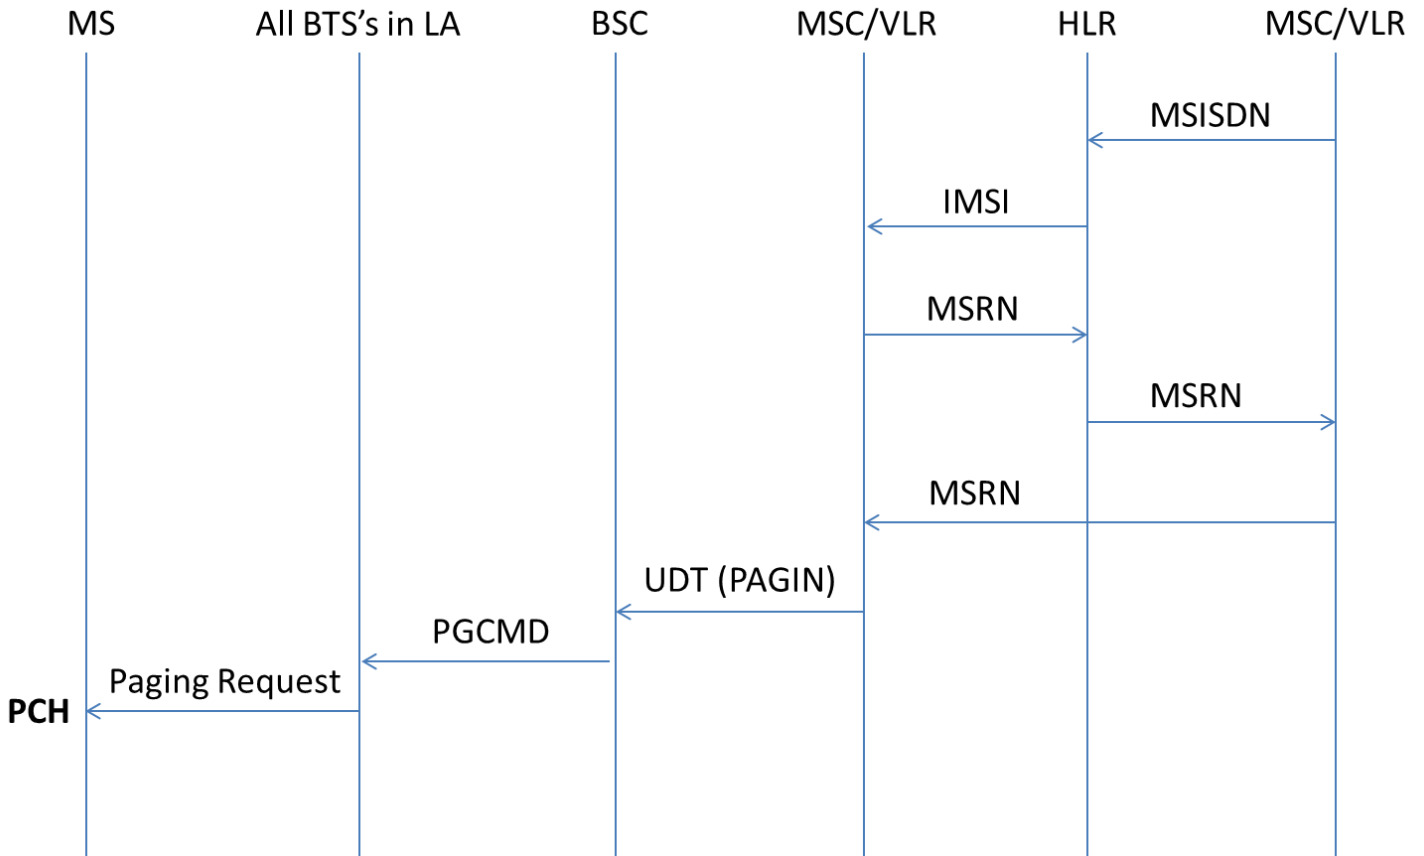 MS All BTS’s in LA BSC MSC/VLR HLR MSC/VLR
MSISDN
IMSI
MSRN
MSRN
MSRN
UDT (PAGIN)
PGCMD
Paging Request
PCH